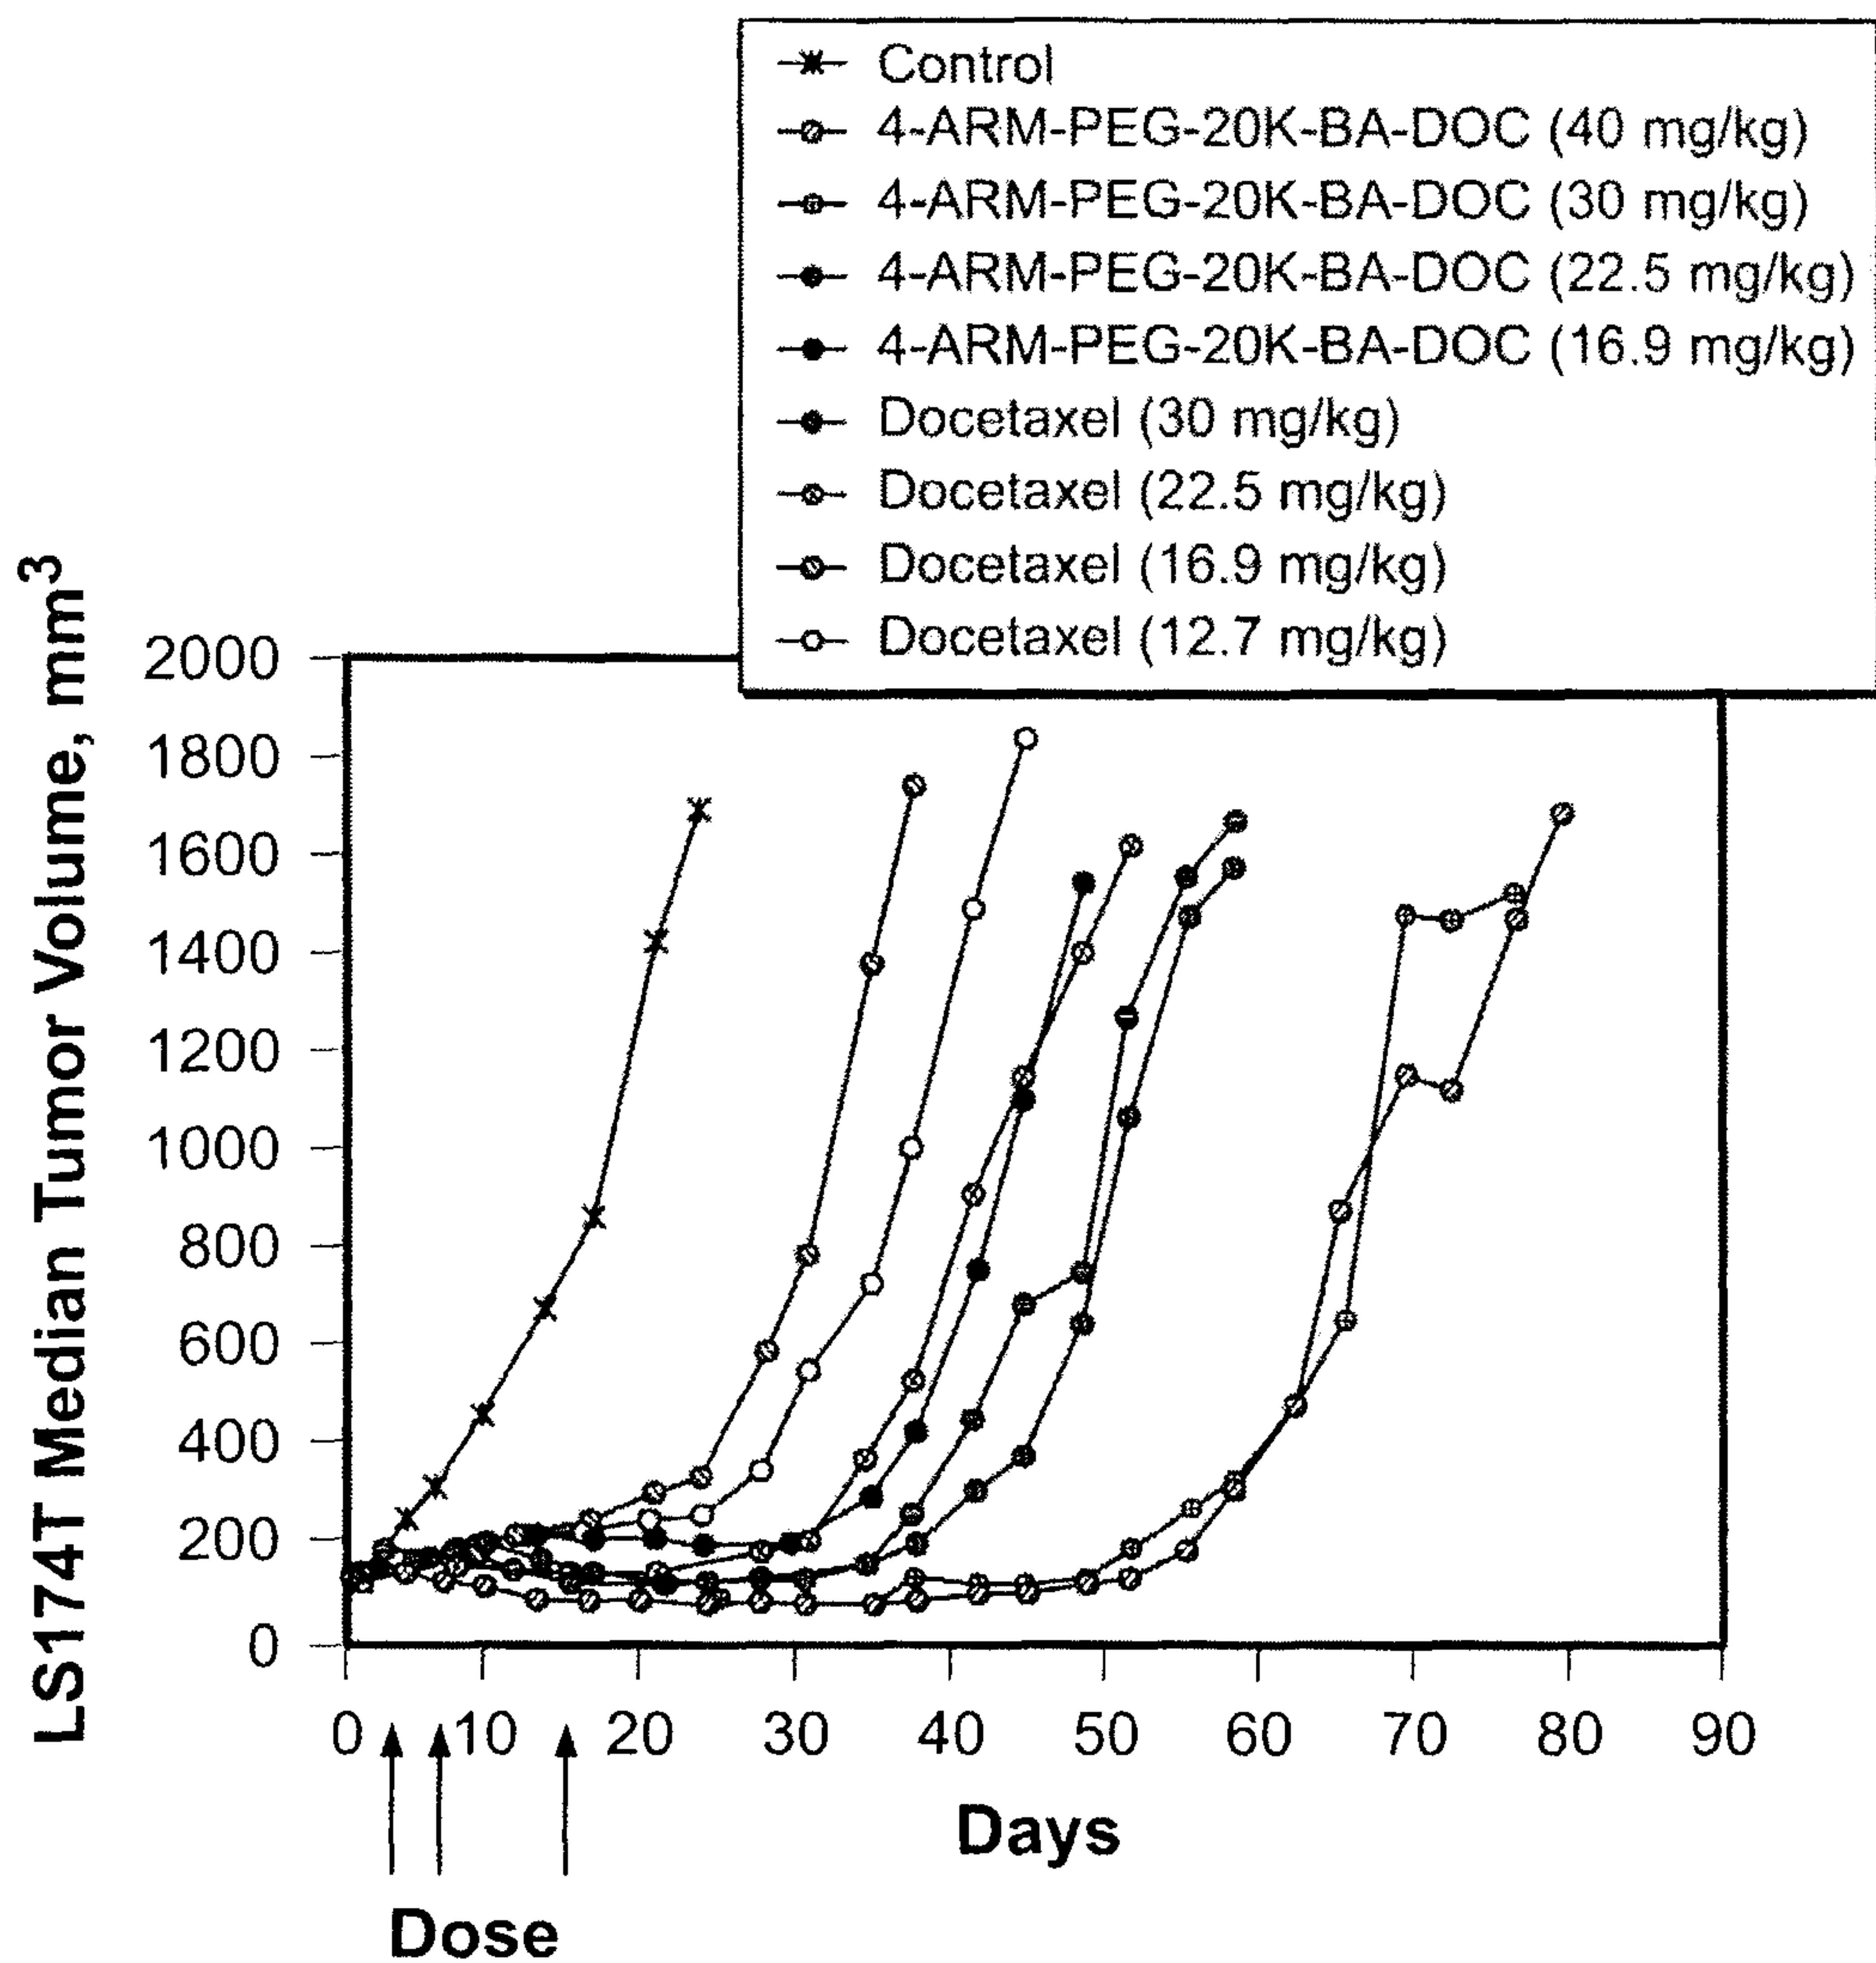 Control
4-ARM-PEG-20K-BA-DOC (40 mg/kg)
4-ARM-PEG-20K-BA-DOC (30 mg/kg)
4-ARM-PEG-20K-BA-DOC (22.5 mg/kg)
4-ARM-PEG-20K-BA-DOC (16.9 mg/kg)
Docetaxel (30 mg/kg)
Docetaxel (22.5 mg/kg)
Docetaxel (16.9 mg/kg)
Docetaxel (12.7 mg/kg)
LS174T Median Tumor Volume, mm³
2000
1800
1600
1400
1200
1000
800
600
400
200
0
0 10 20 30 40 50 60 70 80 90
Days
Dose